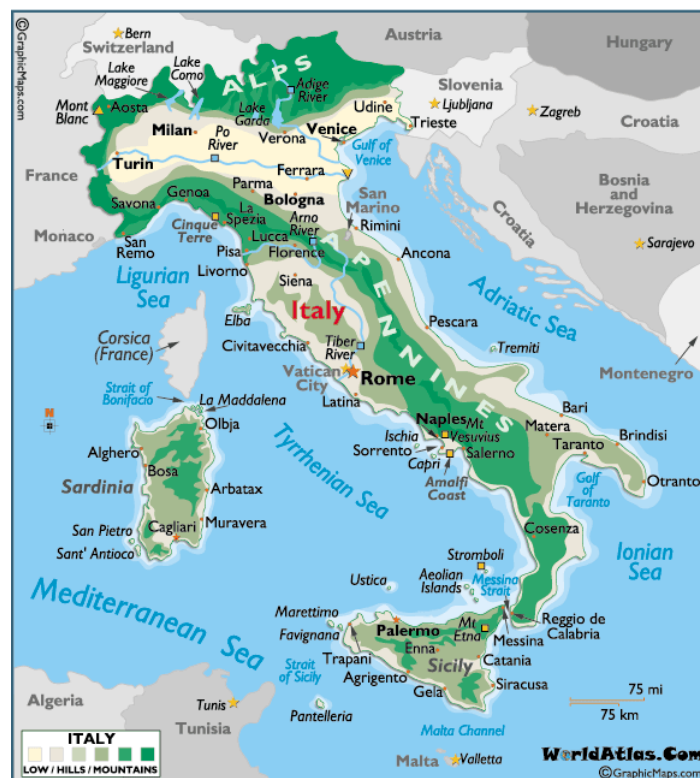 ©GraphicMaps.com
Bern
Switzerland
Austria
Hungary
Lake
Maggiore
Lake
Como
ALPS
Adige
River
Slovenia
Ljubljana
Zagreb
Croatia
Mont
Blanc
Aosta
Lake
Garda
Udine
Trieste
Milan
Po
River
Verona
Venice
Gulf of
Venice
Turin
Ferrara
France
Parma
Bologna
Genoa
Savona
La
Spezia
Arno
River
San
Marino
Rimini
Croatia
Bosnia
and
Herzegovina
Sarajevo
Monaco
San
Remo
Cinque
Terre
Lucca
Pisa
Florence
Livorno
Ancona
APENNINES
Ligurian
Sea
Siena
Adriatic Sea
Elba
Italy
Pescara
Corsica
(France)
Civitavecchia
Tiber
River
Tremiti
Vatican
City
Rome
Montenegro
Strait of
Bonifacio
La Maddalena
Latina
N
Olbja
Naples
Mt
Vesuvius
Bari
Matera
Brindisi
Ischia
Sorrento
Salerno
Taranto
Capri
Amalfi
Coast
Gulf
of
Taranto
Otranto
Tyrrhenian Sea
Alghero
Bosa
Sardinia
Arbatax
San Pietro
Cagliari
Muravera
Sant' Antioco
Cosenza
Stromboli
Ionian
Sea
Aeolian
Islands
Messina
Strait
Ustica
Mediterranean Sea
Marettimo
Favignana
Palermo
Mt
Etna
Reggio de
Calabria
Messina
Trapani
Enna
Sicily
Catania
Strait
of Sicily
Agrigento
Siracusa
Gela
Algeria
Tunis
Tunisia
Pantelleria
75 mi
75 km
Malta Channel
Malta
Valletta
ITALY
LOW / HILLS / MOUNTAINS
WorldAtlas.Com
©GraphicMaps.com